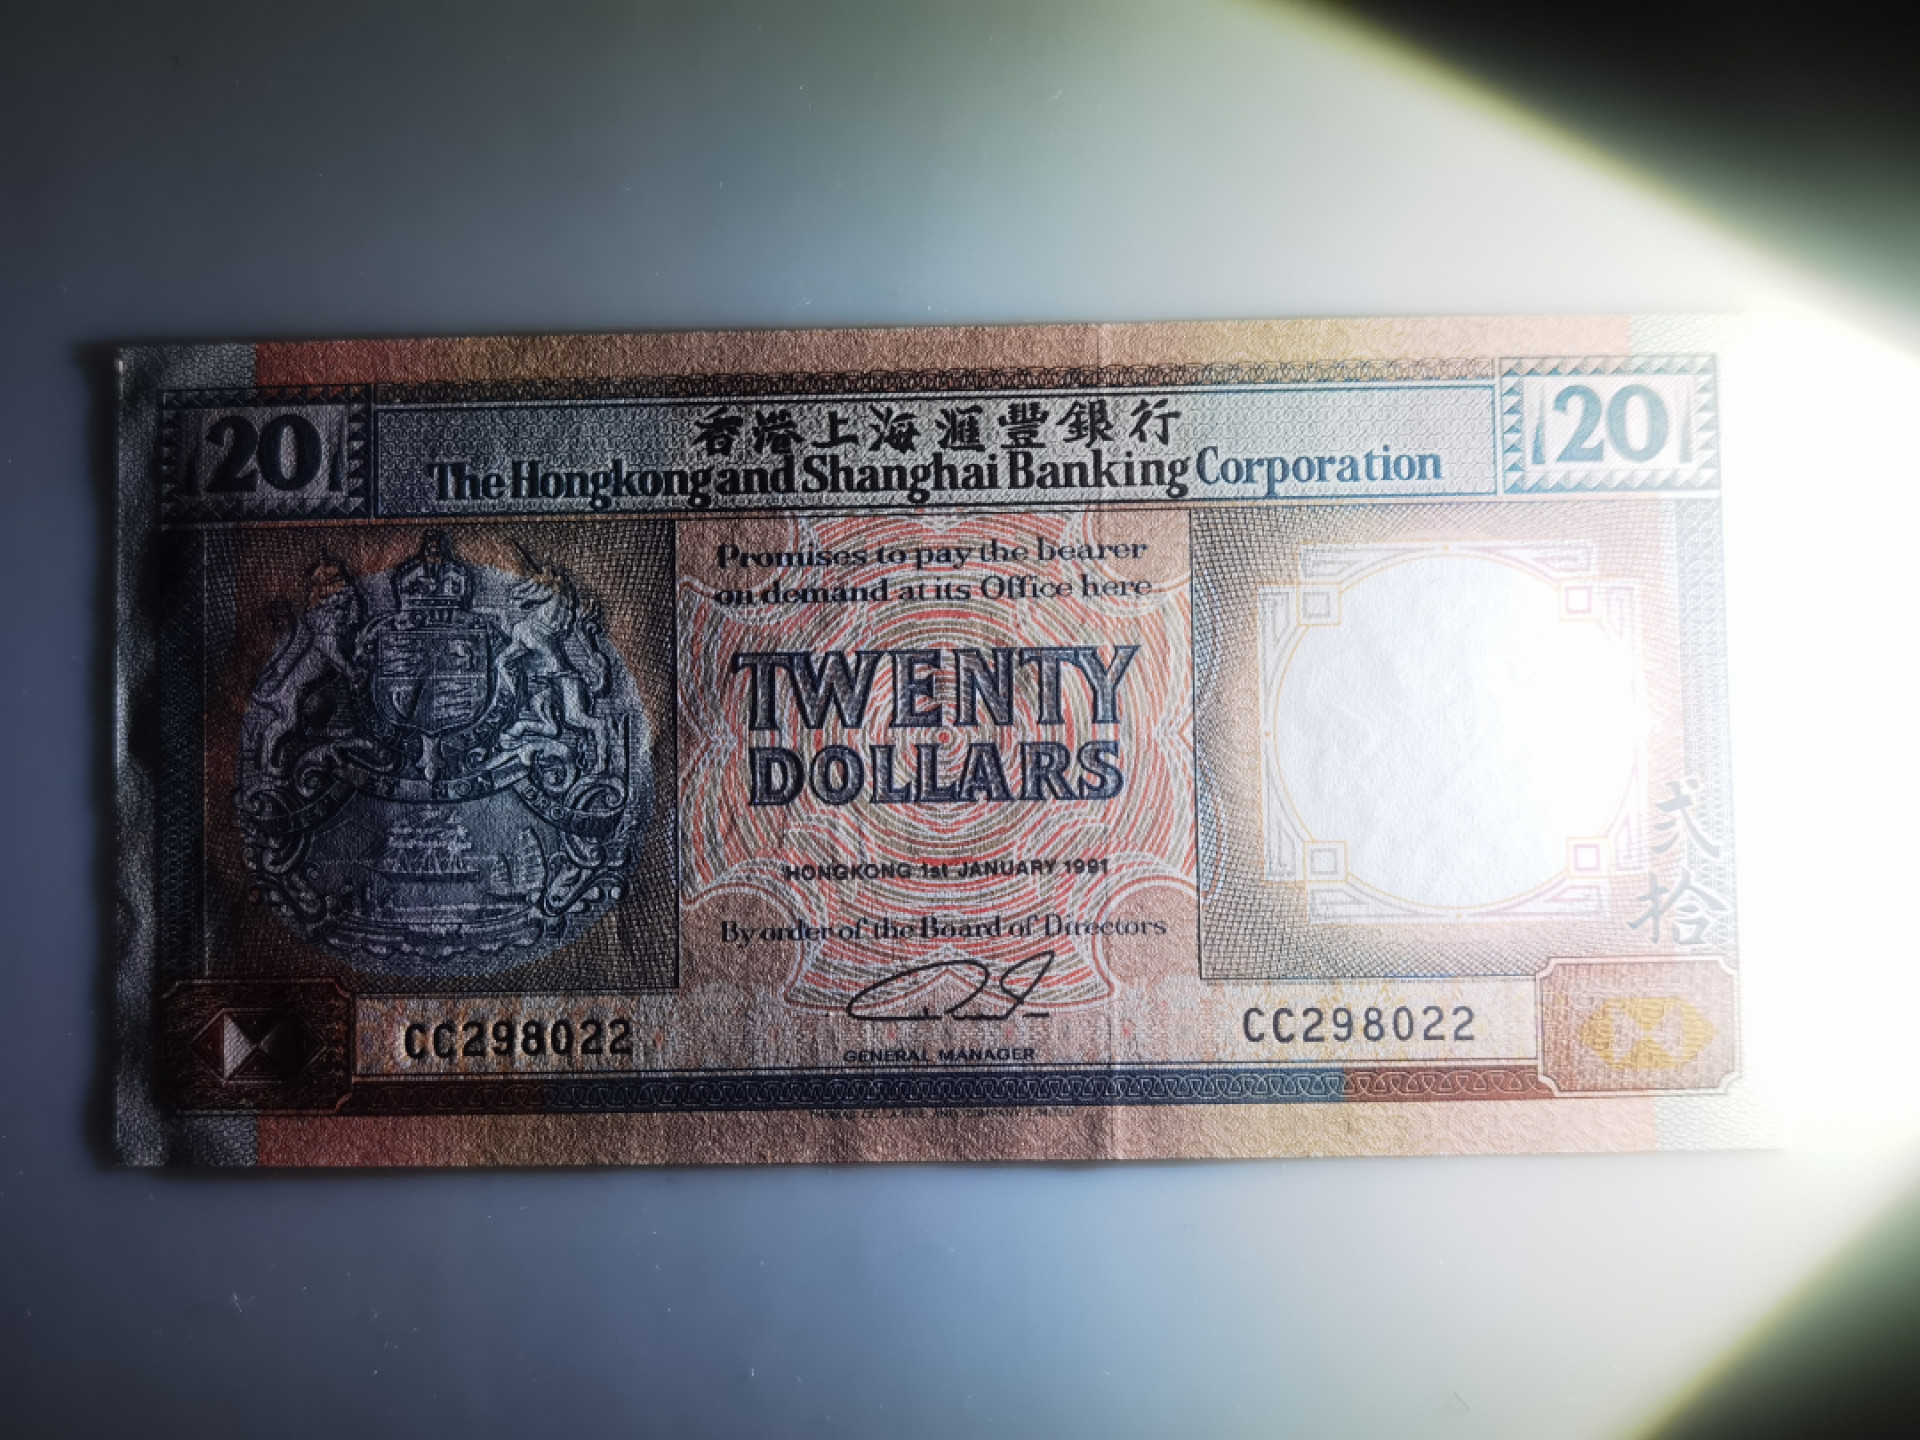 20
香港上海滙豐銀行
20
The Hongkong and Shanghai Banking Corporation
Promises to pay the bearer
on demand at its Office here
TWENTY
DOLLARS
HONGKONG 1st JANUARY 1991
By order of the Board of Directors
GENERAL MANAGER
CC298022
CC298022
弍拾